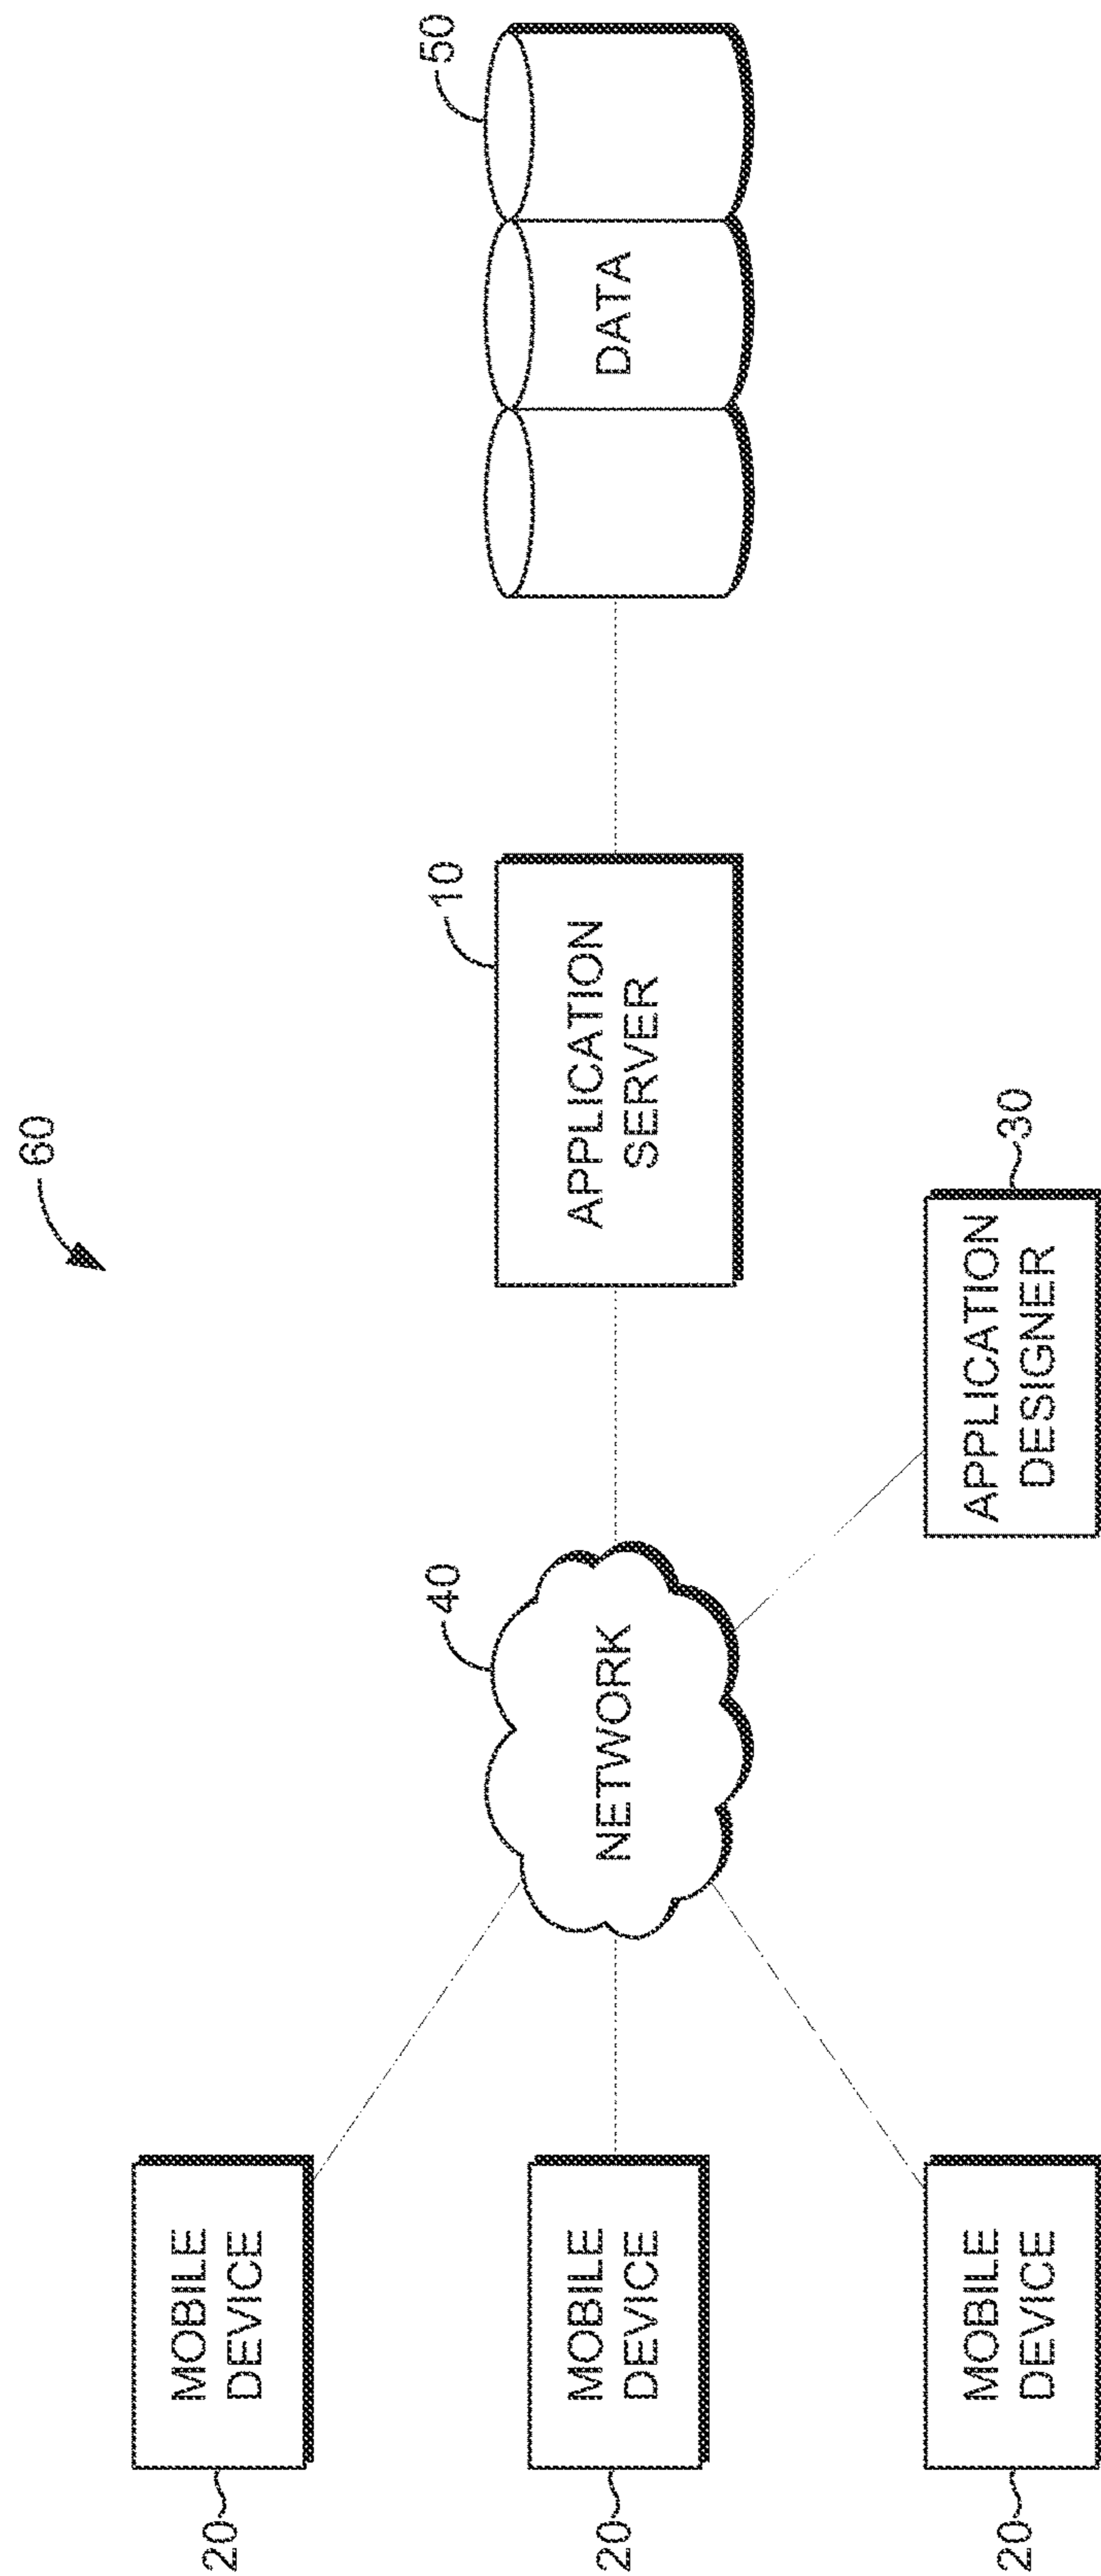 60
20
MOBILE
DEVICE
20
MOBILE
DEVICE
20
MOBILE
DEVICE
40
NETWORK
10
APPLICATION
SERVER
30
APPLICATION
DESIGNER
50
DATA